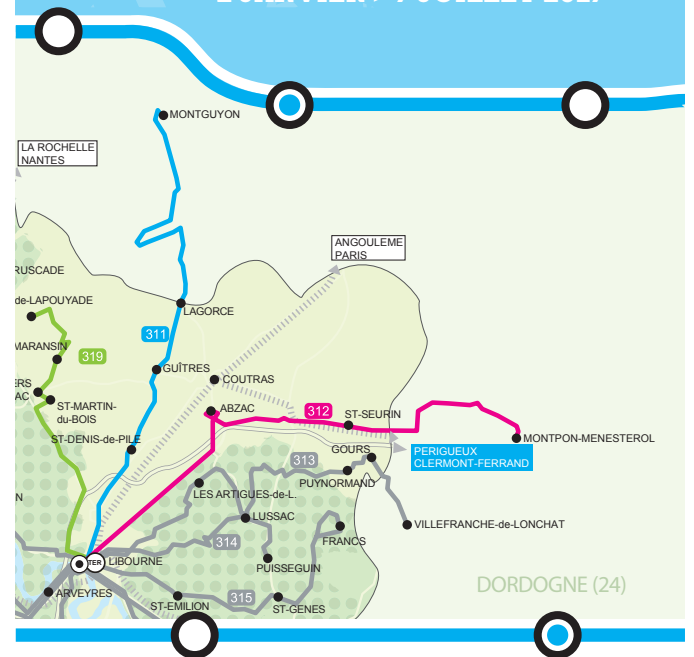 MONTGUYON
LA ROCHELLE
NANTES
ANGOULEME
PARIS
RUSCADE
de-LAPOUYADE
LAGORCE
311
MARANSIN
319
GUÎTRES
COUTRAS
ERS
AC
ST-MARTIN-
du-BOIS
ABZAC
312
ST-SEURIN
ST-DENIS-de-PILE
MONTPON-MENESTEROL
GOURS
PERIGUEUX
CLERMONT-FERRAND
313
PUYNORMAND
LES ARTIGUES-de-L.
N
LUSSAC
VILLEFRANCHE-de-LONCHAT
314
FRANCS
TER
LIBOURNE
PUISSEGUIN
DORDOGNE (24)
ARVEYRES
315
ST-EMILION
ST-GENES